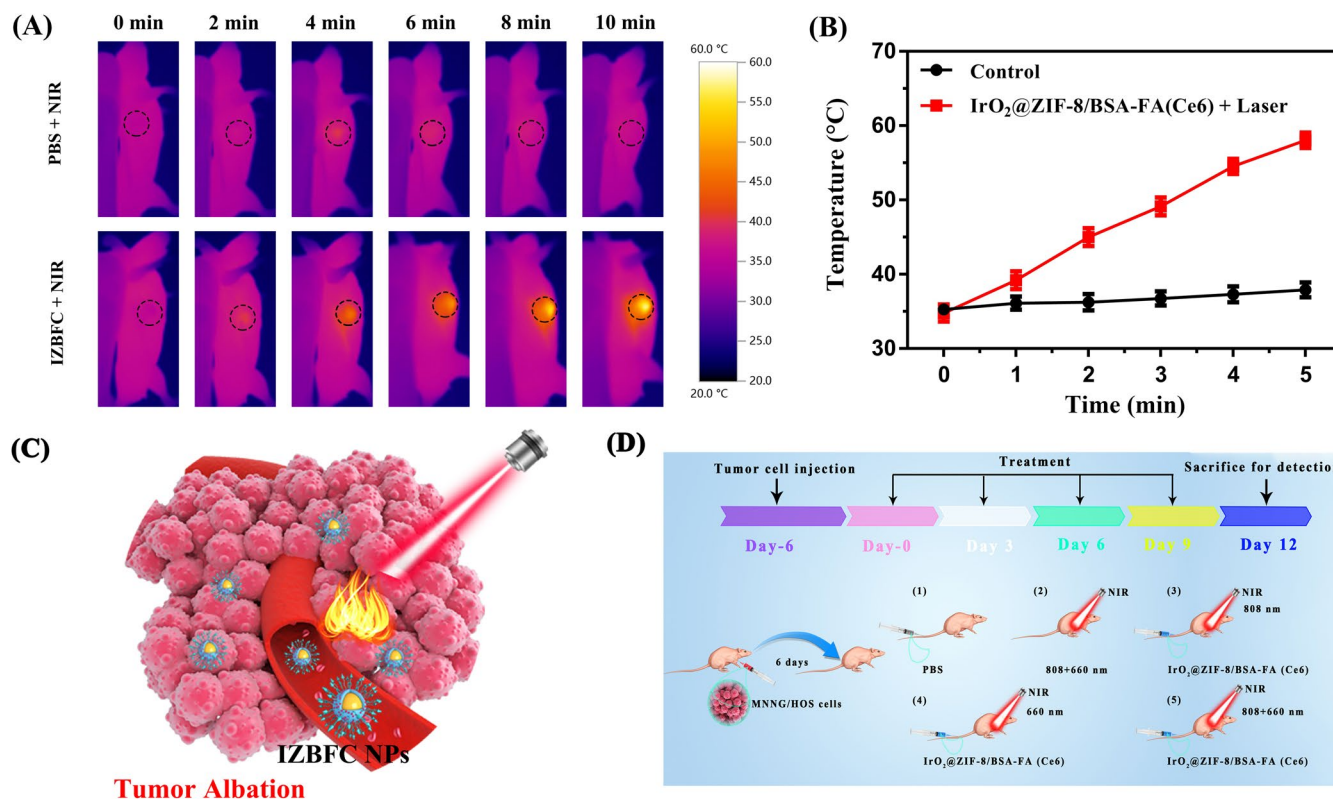 (A)
0 min 2 min 4 min 6 min 8 min 10 min
PBS + NIR
IZBFC + NIR
60.0 °C
60.0
55.0
50.0
45.0
40.0
35.0
30.0
25.0
20.0
20.0 °C
(B)
Temperature (°C)
70
60
50
40
30
Control
IrO₂@ZIF-8/BSA-FA(Ce6) + Laser
0 1 2 3 4 5
Time (min)
(C)
IZBFC NPs
Tumor Albation
(D)
Tumor cell injection Treatment Sacrifice for detectio
Day-6 Day-0 Day 3 Day 6 Day 9 Day 12
(1) (2) NIR (3) NIR
808 nm
6 days
PBS 808+660 nm IrO₂@ZIF-8/BSA-FA (Ce6)
MNNG/HOS cells
(4) NIR (5) NIR
660 nm 808+660 nm
IrO₂@ZIF-8/BSA-FA (Ce6) IrO₂@ZIF-8/BSA-FA (Ce6)